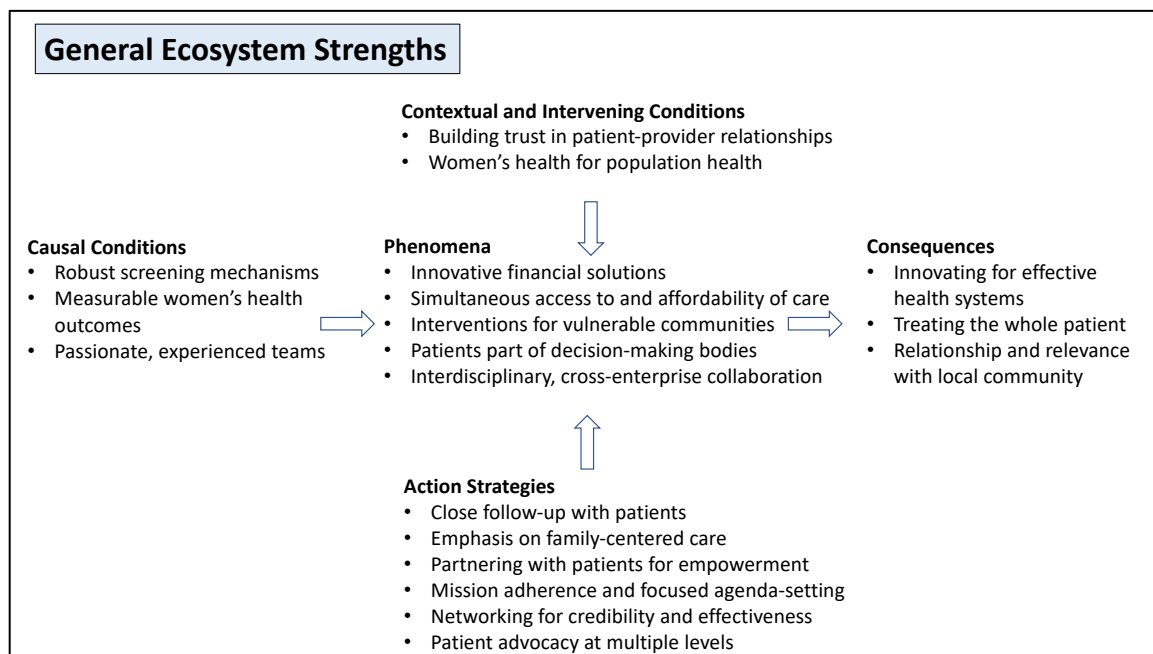 General Ecosystem Strengths
Contextual and Intervening Conditions
• Building trust in patient-provider relationships
• Women’s health for population health
Causal Conditions
• Robust screening mechanisms
• Measurable women’s health
outcomes
• Passionate, experienced teams
Phenomena
• Innovative financial solutions
• Simultaneous access to and affordability of care
• Interventions for vulnerable communities
• Patients part of decision-making bodies
• Interdisciplinary, cross-enterprise collaboration
Consequences
• Innovating for effective
health systems
• Treating the whole patient
• Relationship and relevance
with local community
Action Strategies
• Close follow-up with patients
• Emphasis on family-centered care
• Partnering with patients for empowerment
• Mission adherence and focused agenda-setting
• Networking for credibility and effectiveness
• Patient advocacy at multiple levels